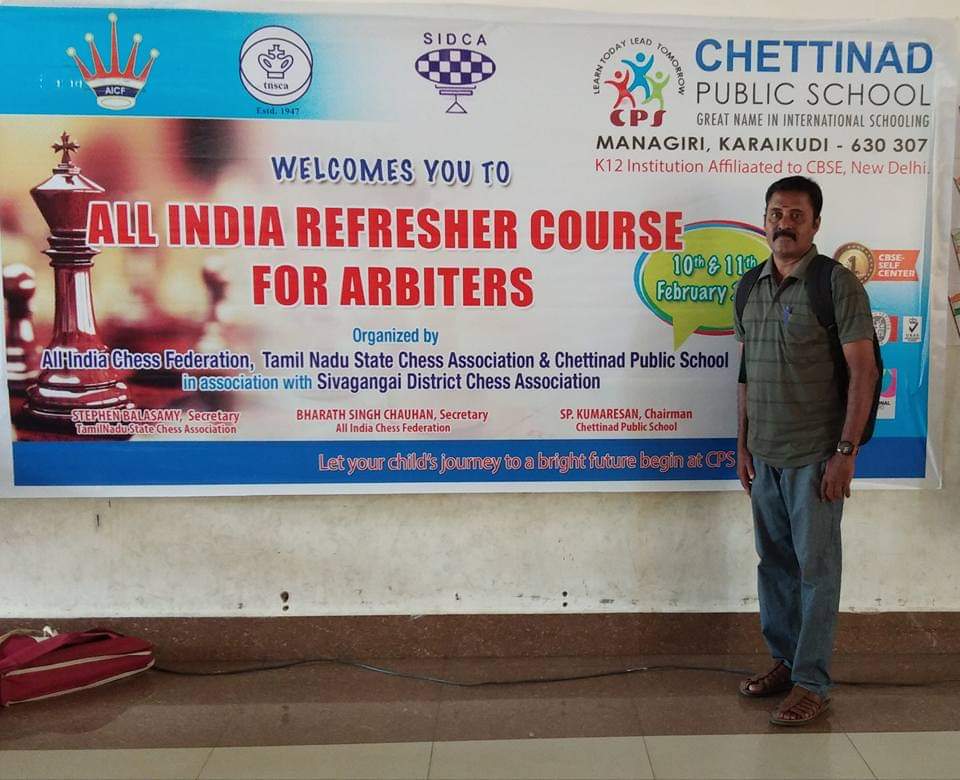 AICF
tnsca
Estd. 1947
SIDCA
LEARN TODAY LEAD TOMORROW
CPS
CHETTINAD
PUBLIC SCHOOL
GREAT NAME IN INTERNATIONAL SCHOOLING
MANAGIRI, KARAIKUDI - 630 307
K12 Institution Affiliaated to CBSE, New Delhi.
WELCOMES YOU TO
ALL INDIA REFRESHER COURSE
FOR ARBITERS
10th & 11th
February
1
CBSE-
SELF
CENTER
Organized by
All India Chess Federation, Tamil Nadu State Chess Association & Chettinad Public School
in association with Sivagangai District Chess Association
STEPHEN BALASAMY, Secretary
TamilNadu State Chess Association
BHARATH SINGH CHAUHAN, Secretary
All India Chess Federation
SP. KUMARESAN, Chairman
Chettinad Public School
Let your child's journey to a bright future begin at CPS